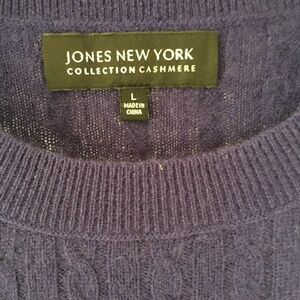 JONES NEW YORK
COLLECTION CASHMERE
L
MADE IN
CHINA